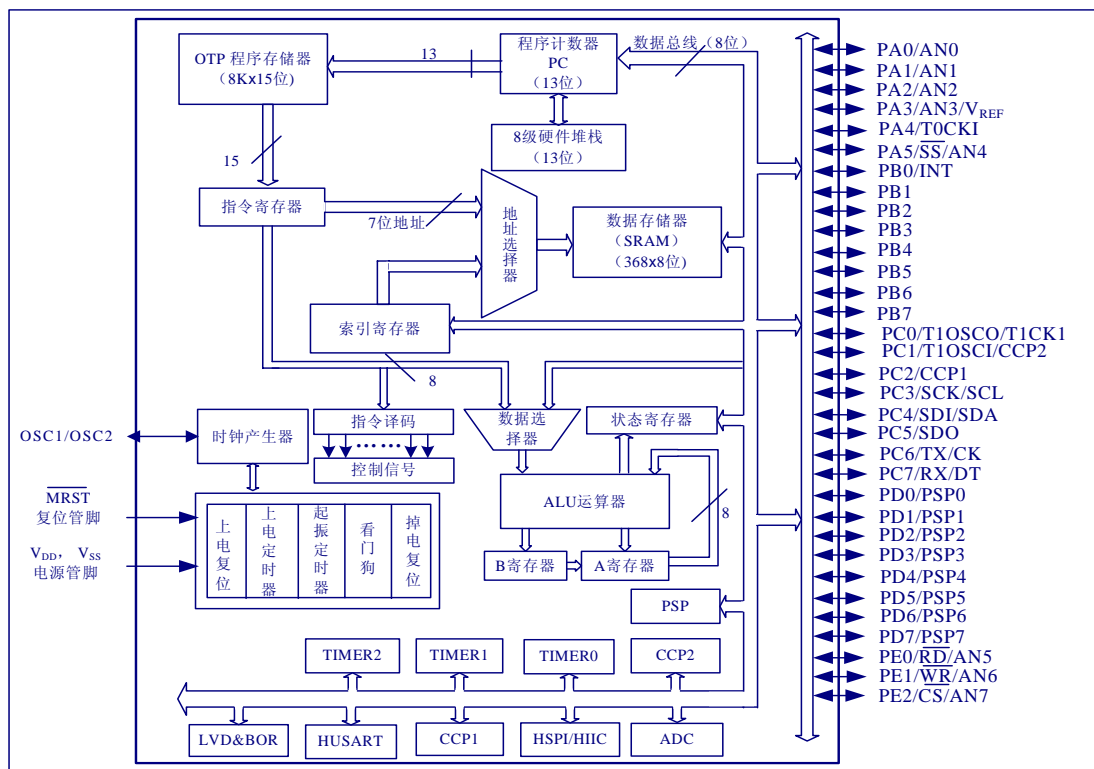 OTP 程序存储器
（8Kx15位)
13
程序计数器
PC
（13位）
数据总线（8位）
8级硬件堆栈
（13位）
15
指令寄存器
7位地址
地址选择器
数据存储器
（SRAM）
（368x8位)
索引寄存器
8
OSC1/OSC2
时钟产生器
指令译码
……
控制信号
数据选
择器
状态寄存器
ALU运算器
8
B寄存器
A寄存器
MRST
复位管脚
VDD， VSS
电源管脚
上电复位
上电定时器
起振定时器
看门狗
掉电复位
PSP
TIMER2
TIMER1
TIMER0
CCP2
LVD&BOR
HUSART
CCP1
HSPI/HIIC
ADC
PA0/AN0
PA1/AN1
PA2/AN2
PA3/AN3/VREF
PA4/T0CKI
PA5/SS/AN4
PB0/INT
PB1
PB2
PB3
PB4
PB5
PB6
PB7
PC0/T1OSCO/T1CK1
PC1/T1OSCI/CCP2
PC2/CCP1
PC3/SCK/SCL
PC4/SDI/SDA
PC5/SDO
PC6/TX/CK
PC7/RX/DT
PD0/PSP0
PD1/PSP1
PD2/PSP2
PD3/PSP3
PD4/PSP4
PD5/PSP5
PD6/PSP6
PD7/PSP7
PE0/RD/AN5
PE1/WR/AN6
PE2/CS/AN7